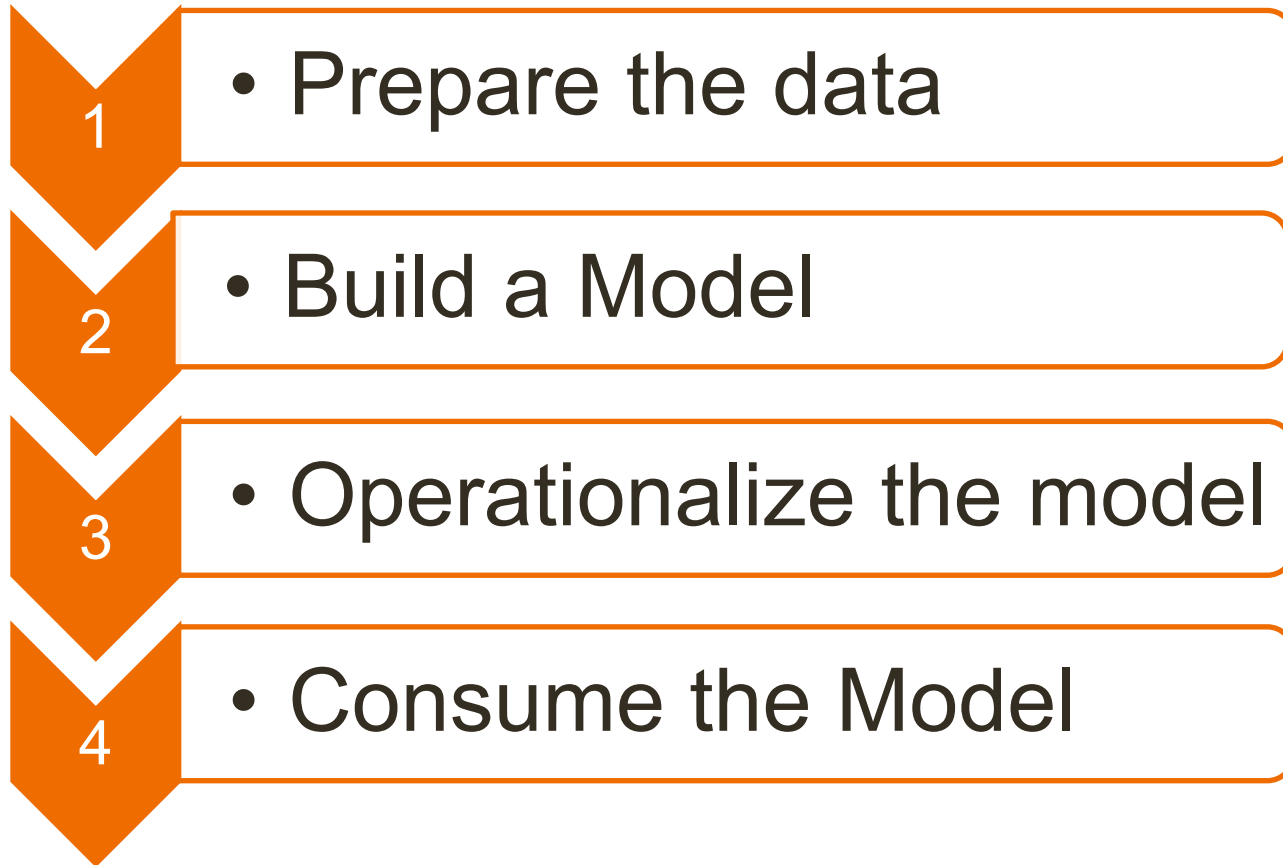 1
• Prepare the data
2
• Build a Model
3
• Operationalize the model
4
• Consume the Model